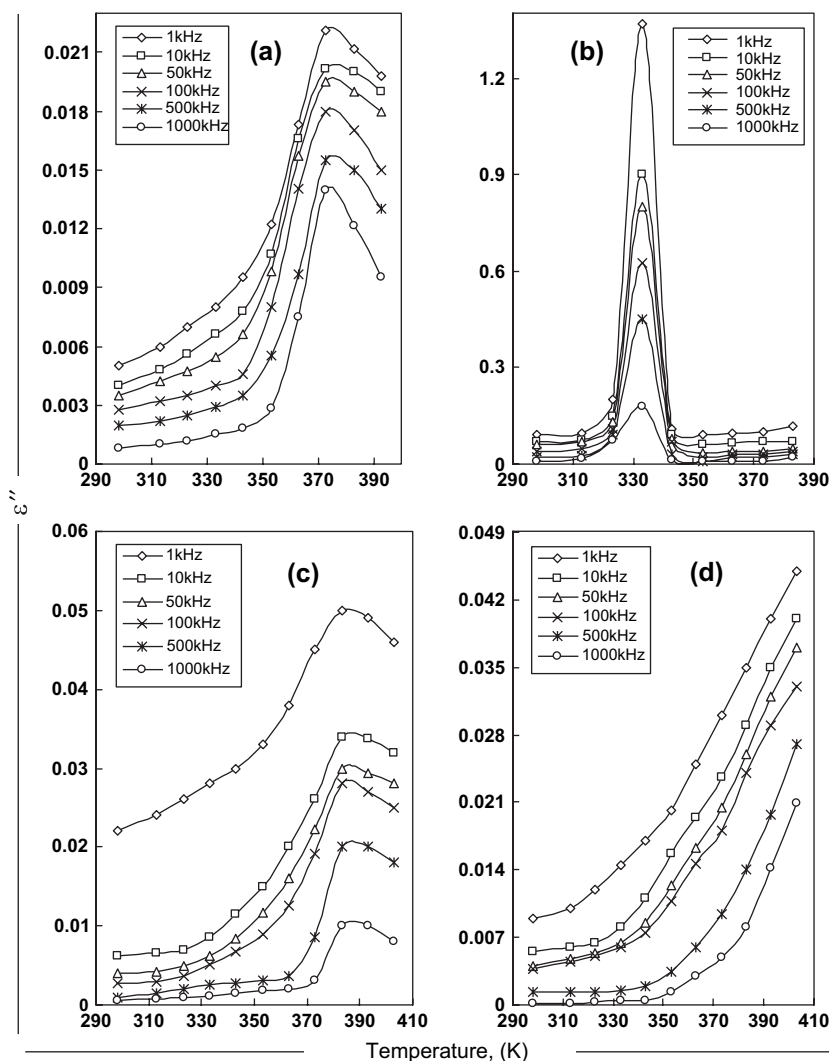 (a)
1kHz
10kHz
50kHz
100kHz
500kHz
1000kHz
0.021
0.018
0.015
0.012
0.009
0.006
0.003
0
290 310 330 350 370 390
(b)
1kHz
10kHz
50kHz
100kHz
500kHz
1000kHz
1.2
0.9
0.6
0.3
0
290 310 330 350 370 390
ε″
(c)
1kHz
10kHz
50kHz
100kHz
500kHz
1000kHz
0.06
0.05
0.04
0.03
0.02
0.01
0
290 310 330 350 370 390 410
(d)
1kHz
10kHz
50kHz
100kHz
500kHz
1000kHz
0.049
0.042
0.035
0.028
0.021
0.014
0.007
0
290 310 330 350 370 390 410
Temperature, (K)